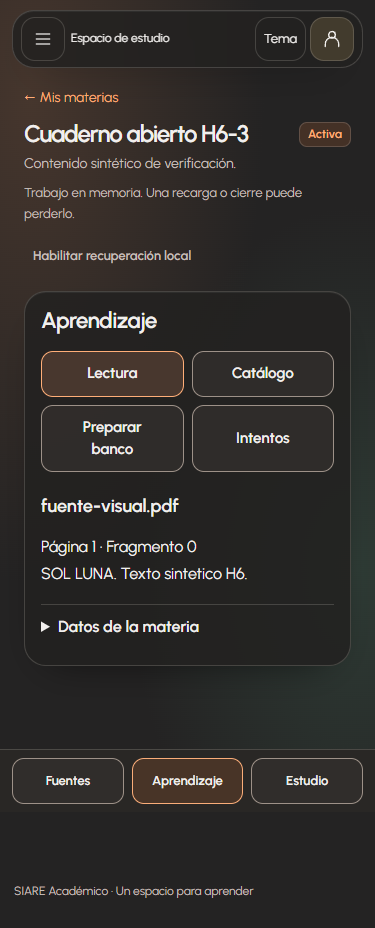 Espacio de estudio
Tema
← Mis materias
Cuaderno abierto H6-3
Activa
Contenido sintético de verificación.
Trabajo en memoria. Una recarga o cierre puede
perderlo.
Habilitar recuperación local
Aprendizaje
Lectura
Catálogo
Preparar
banco
Intentos
fuente-visual.pdf
Página 1 · Fragmento 0
SOL LUNA. Texto sintetico H6.
Datos de la materia
Fuentes
Aprendizaje
Estudio
SIARE Académico · Un espacio para aprender